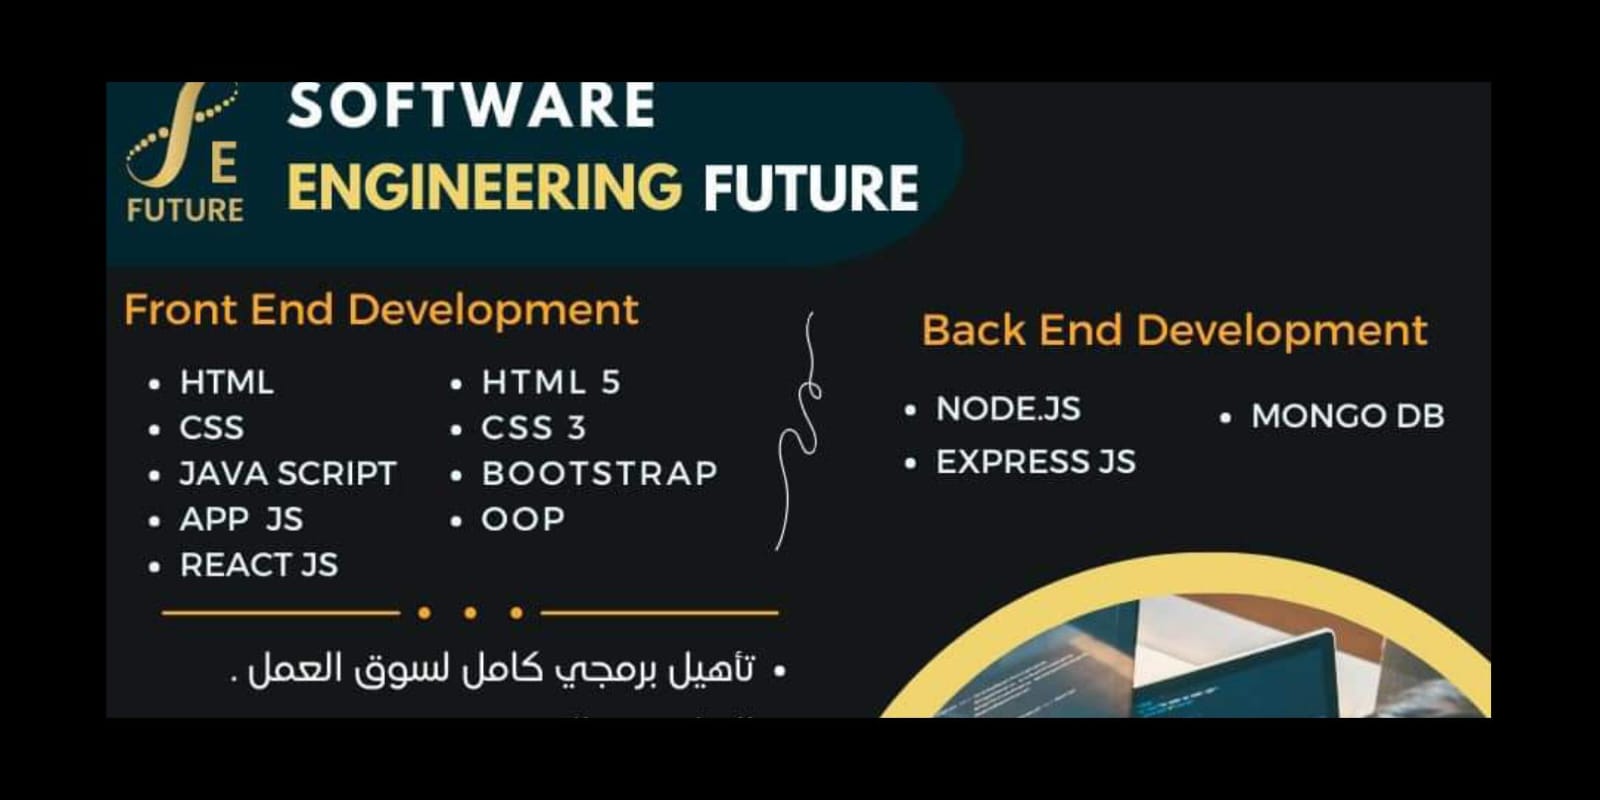 E
FUTURE
SOFTWARE
ENGINEERING FUTURE
Front End Development
• HTML
• CSS
• JAVA SCRIPT
• APP JS
• REACT JS
• HTML 5
• CSS 3
• BOOTSTRAP
• OOP
Back End Development
• NODE.JS
• EXPRESS JS
• MONGO DB
• تأهيل برمجي كامل لسوق العمل .